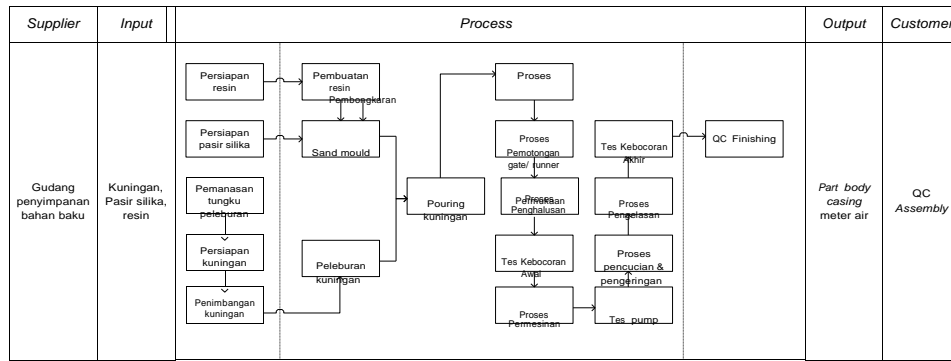 Supplier
Input
Process
Output
Customer
Gudang
penyimpanan
bahan baku
Kuningan,
Pasir silika,
resin
Persiapan
resin
Persiapan
pasir silika
Pemanasan
tungku
peleburan
Persiapan
kuningan
Penimbangan
kuningan
Pembuatan
resin
Pembongkaran
Sand mould
Peleburan
kuningan
Pouring
kuningan
Proses
Proses
Pemotongan
gate/ runner
Proses
Permukaan
Penghalusan
Tes Kebocoran
Awal
Proses
Permesinan
Tes Kebocoran
Akhir
Proses
Pengelasan
Proses
pencucian &
pengeringan
Tes pump
QC Finishing
Part body
casing
meter air
QC
Assembly